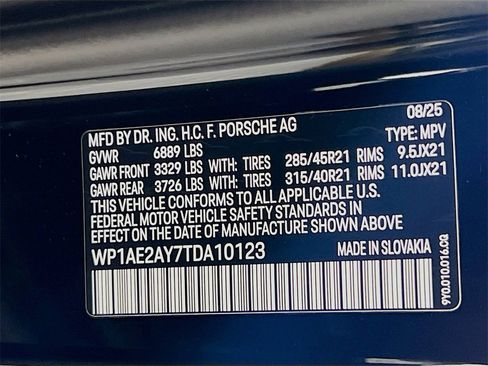 08/25
MFD BY DR. ING. H.C. F. PORSCHE AG TYPE: MPV
GVWR 6889 LBS
GAWR FRONT 3329 LBS WITH: TIRES 285/45R21 RIMS 9.5JX21
GAWR REAR 3726 LBS WITH: TIRES 315/40R21 RIMS 11.0JX21
THIS VEHICLE CONFORMS TO ALL APPLICABLE U.S.
FEDERAL MOTOR VEHICLE SAFETY STANDARDS IN
EFFECT ON THE DATE OF MANUFACTURE SHOWN ABOVE
WP1AE2AY7TDA10123 MADE IN SLOVAKIA
9Y0.010.016.CQ